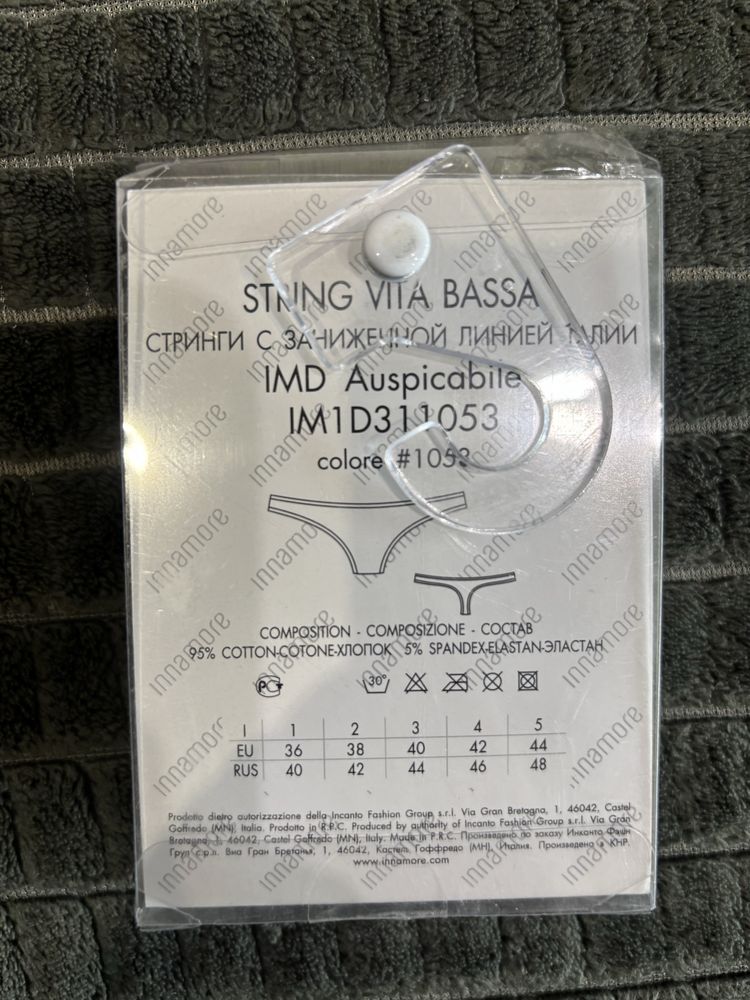 STRING VITA BASSA
СТРИНГИ С ЗАНИЖЕННОЙ ЛИНИЕЙ ТАЛИИ
IMD Auspicabile
IM1D311053
colore #1053
COMPOSITION - COMPOSIZIONE - СОСТАВ
95% COTTON-COTONE-ХЛОПОК 5% SPANDEX-ELASTAN-ЭЛАСТАН
РСТ 30°
I 1 2 3 4 5
EU 36 38 40 42 44
RUS 40 42 44 46 48
Prodotto dietro autorizzazione della Incanto Fashion Group s.r.l. Via Gran Bretagna, 1, 46042, Castel
Goffredo (MN), Italia. Prodotto in R.P.C. Produced by authority of Incanto Fashion Group s.r.l. Via Gran
Bretagna, 1, 46042, Castel Goffredo (MN), Italy. Made in P.R.C. Произведено по заказу Инканто Фэшн
Груп с.р.л. Виа Гран Бретанья, 1, 46042, Кастель Гоффредо (МН), Италия. Произведено в КНР.
www.innamore.com